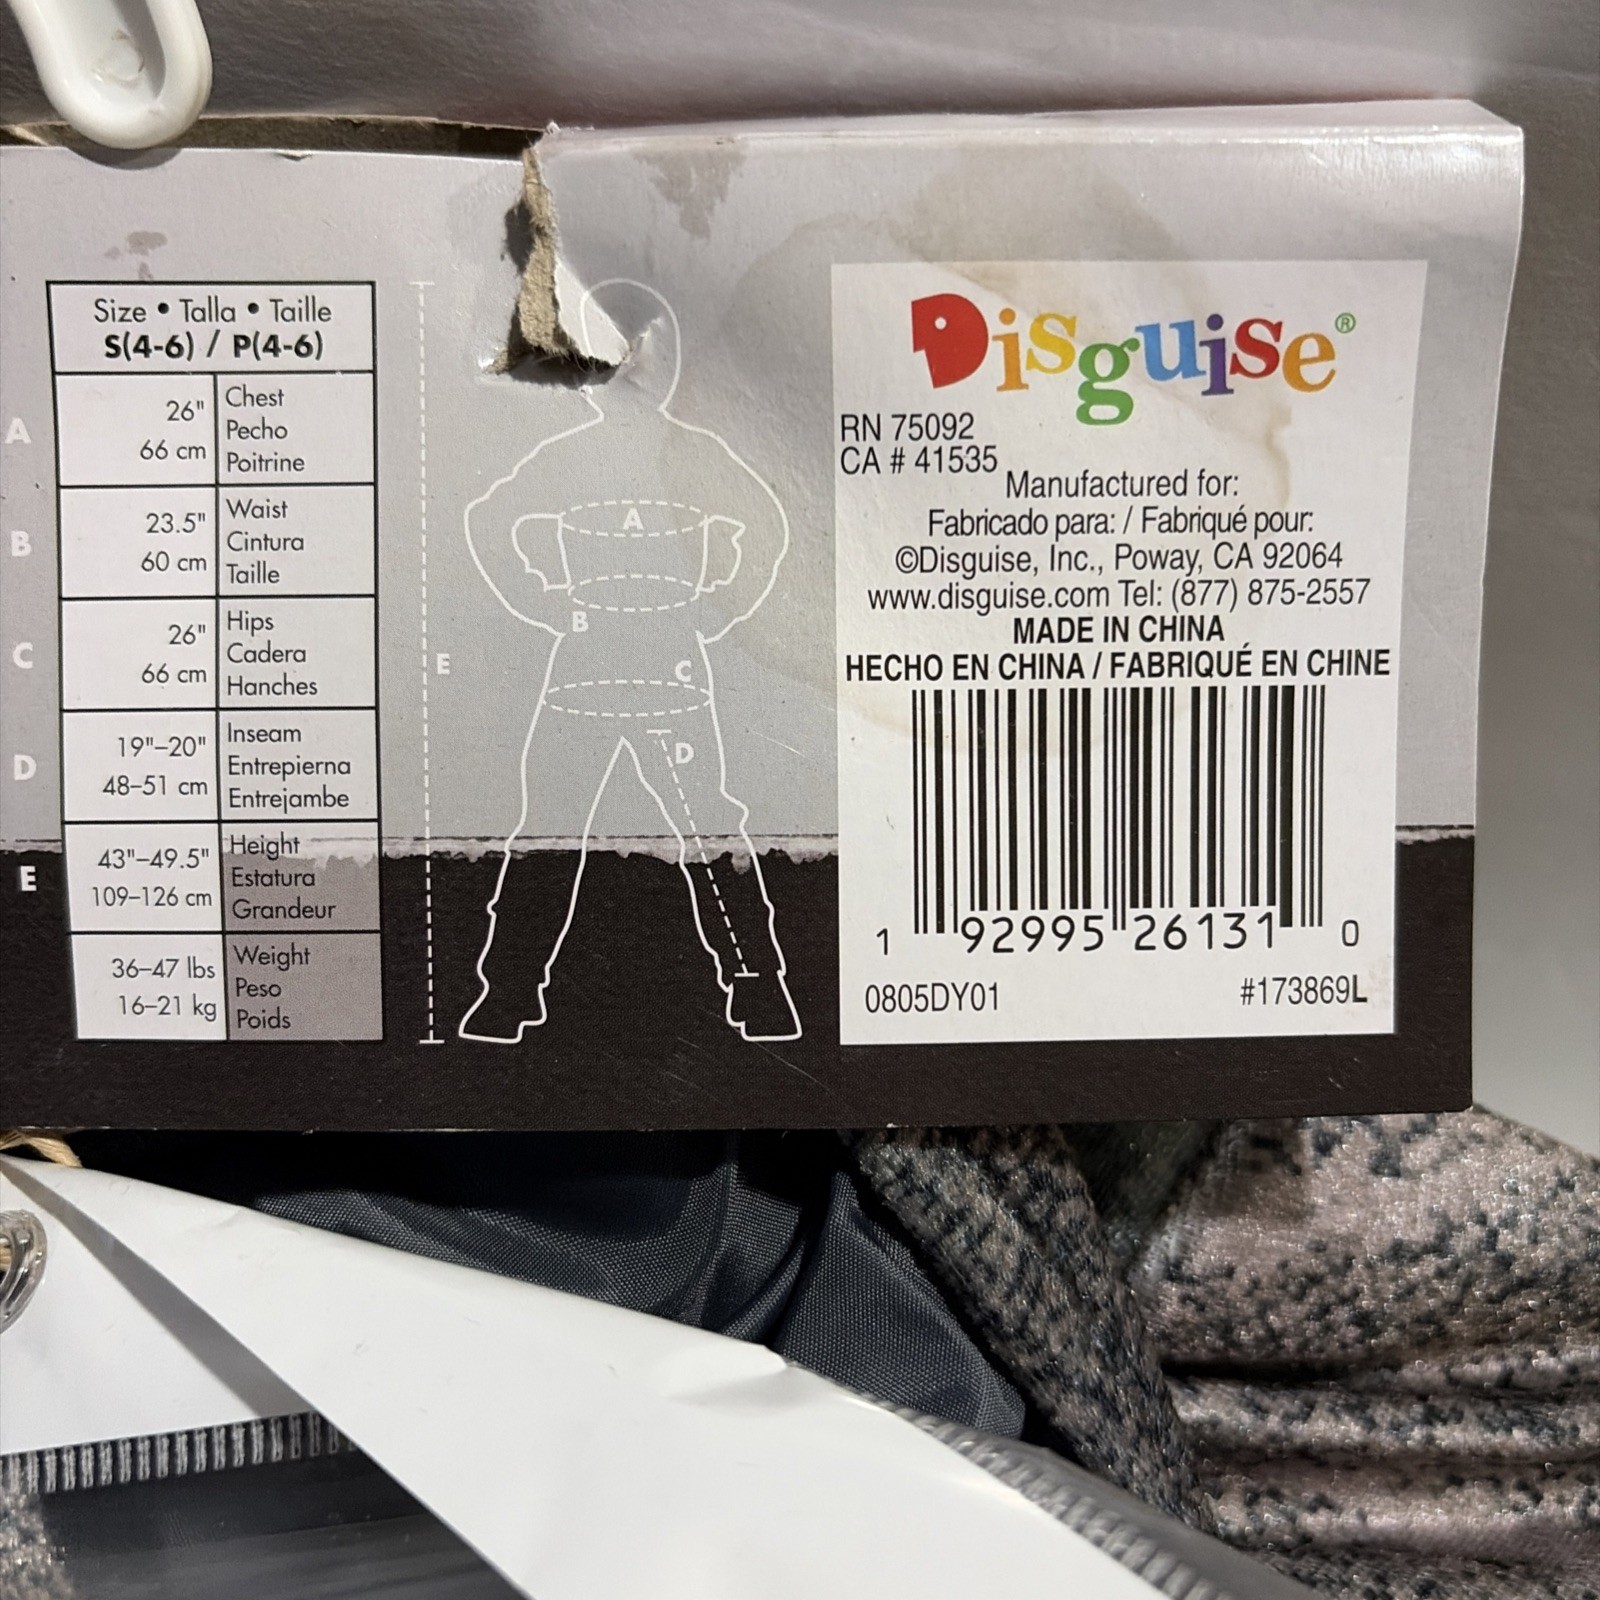 Size • Talla • Taille
S(4-6) / P(4-6)
A
26"
66 cm
Chest
Pecho
Poitrine
B
23.5"
60 cm
Waist
Cintura
Taille
C
26"
66 cm
Hips
Cadera
Hanches
D
19"–20"
48–51 cm
Inseam
Entrepierna
Entrejambe
E
43"–49.5"
109–126 cm
Height
Estatura
Grandeur
36–47 lbs
16–21 kg
Weight
Peso
Poids
A
B
C
D
E
Disguise®
RN 75092
CA # 41535
Manufactured for:
Fabricado para: / Fabriqué pour:
©Disguise, Inc., Poway, CA 92064
www.disguise.com Tel: (877) 875-2557
MADE IN CHINA
HECHO EN CHINA / FABRIQUÉ EN CHINE
1 92995 26131 0
0805DY01 #173869L